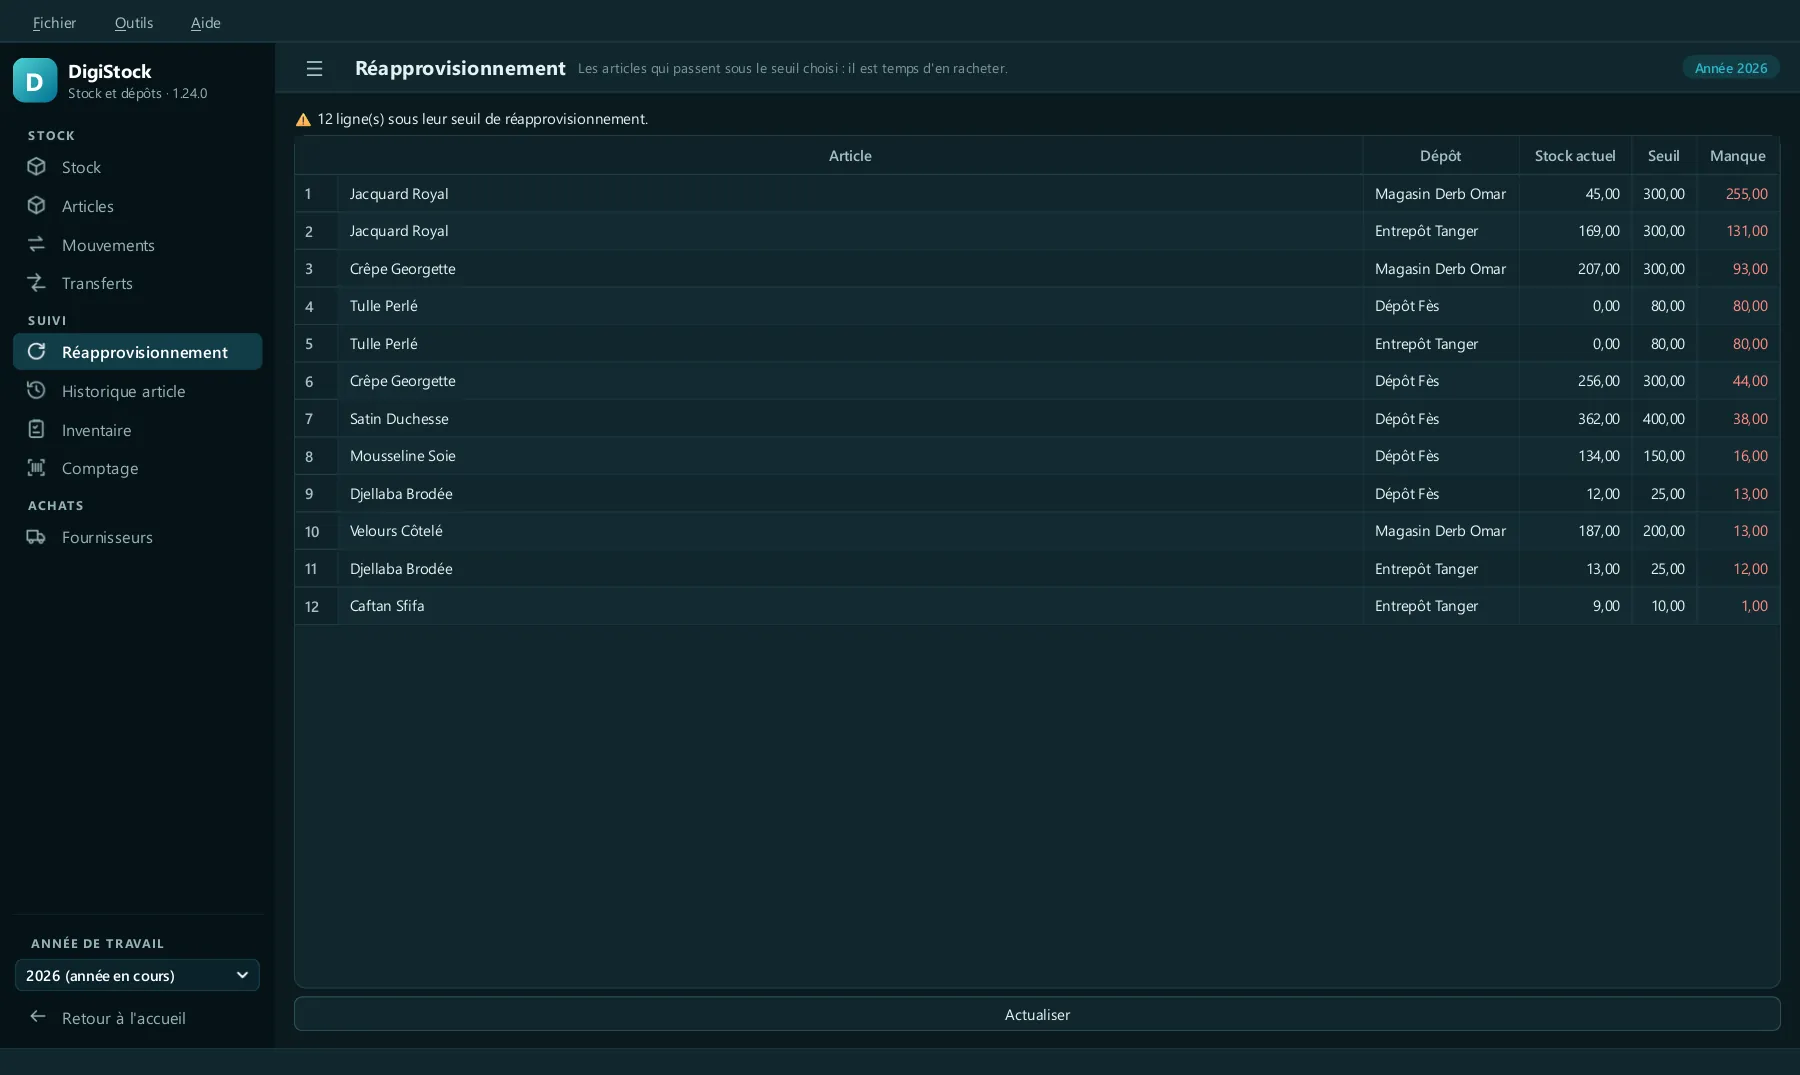 Fichier Outils Aide
D
DigiStock
Stock et dépôts · 1.24.0
STOCK
Stock
Articles
Mouvements
Transferts
SUIVI
Réapprovisionnement
Historique article
Inventaire
Comptage
ACHATS
Fournisseurs
ANNÉE DE TRAVAIL
2026 (année en cours)
Retour à l'accueil
Réapprovisionnement Les articles qui passent sous le seuil choisi : il est temps d'en racheter. Année 2026
12 ligne(s) sous leur seuil de réapprovisionnement.
Article Dépôt Stock actuel Seuil Manque
1 Jacquard Royal Magasin Derb Omar 45,00 300,00 255,00
2 Jacquard Royal Entrepôt Tanger 169,00 300,00 131,00
3 Crêpe Georgette Magasin Derb Omar 207,00 300,00 93,00
4 Tulle Perlé Dépôt Fès 0,00 80,00 80,00
5 Tulle Perlé Entrepôt Tanger 0,00 80,00 80,00
6 Crêpe Georgette Dépôt Fès 256,00 300,00 44,00
7 Satin Duchesse Dépôt Fès 362,00 400,00 38,00
8 Mousseline Soie Dépôt Fès 134,00 150,00 16,00
9 Djellaba Brodée Dépôt Fès 12,00 25,00 13,00
10 Velours Côtelé Magasin Derb Omar 187,00 200,00 13,00
11 Djellaba Brodée Entrepôt Tanger 13,00 25,00 12,00
12 Caftan Sfifa Entrepôt Tanger 9,00 10,00 1,00
Actualiser